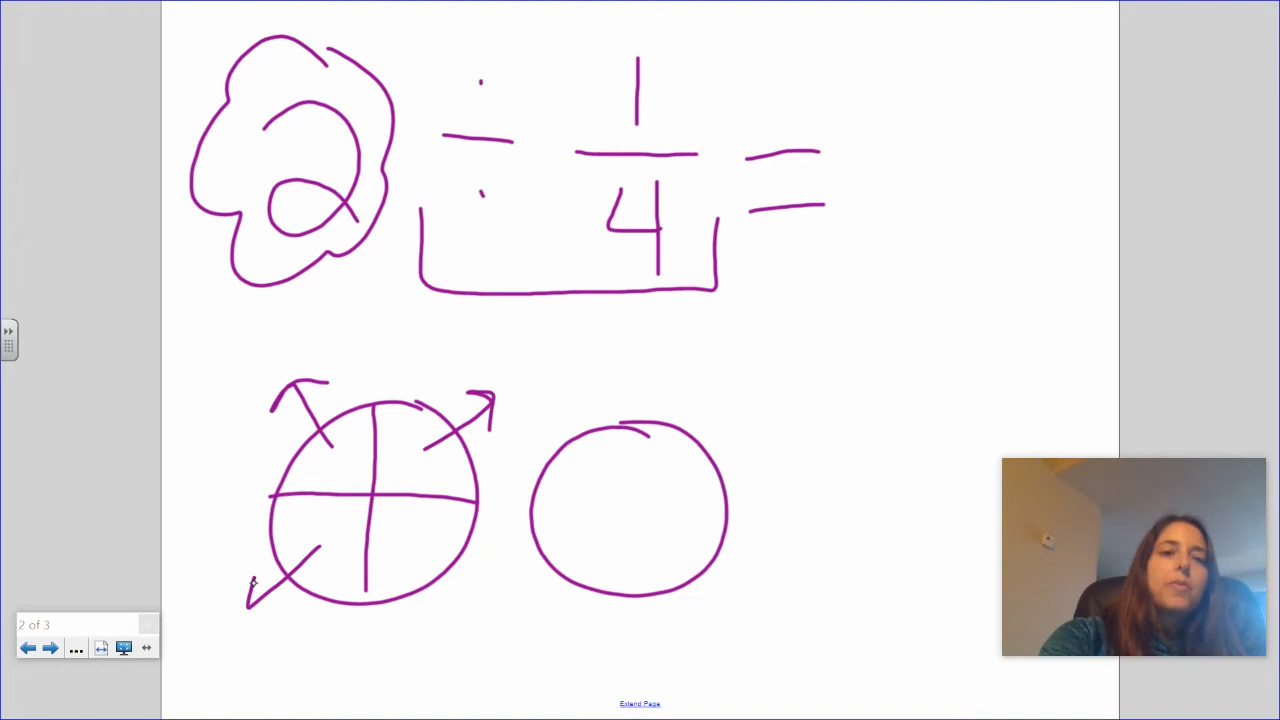 2 ÷ 1/4 =
2 of 3
...
Extend Page